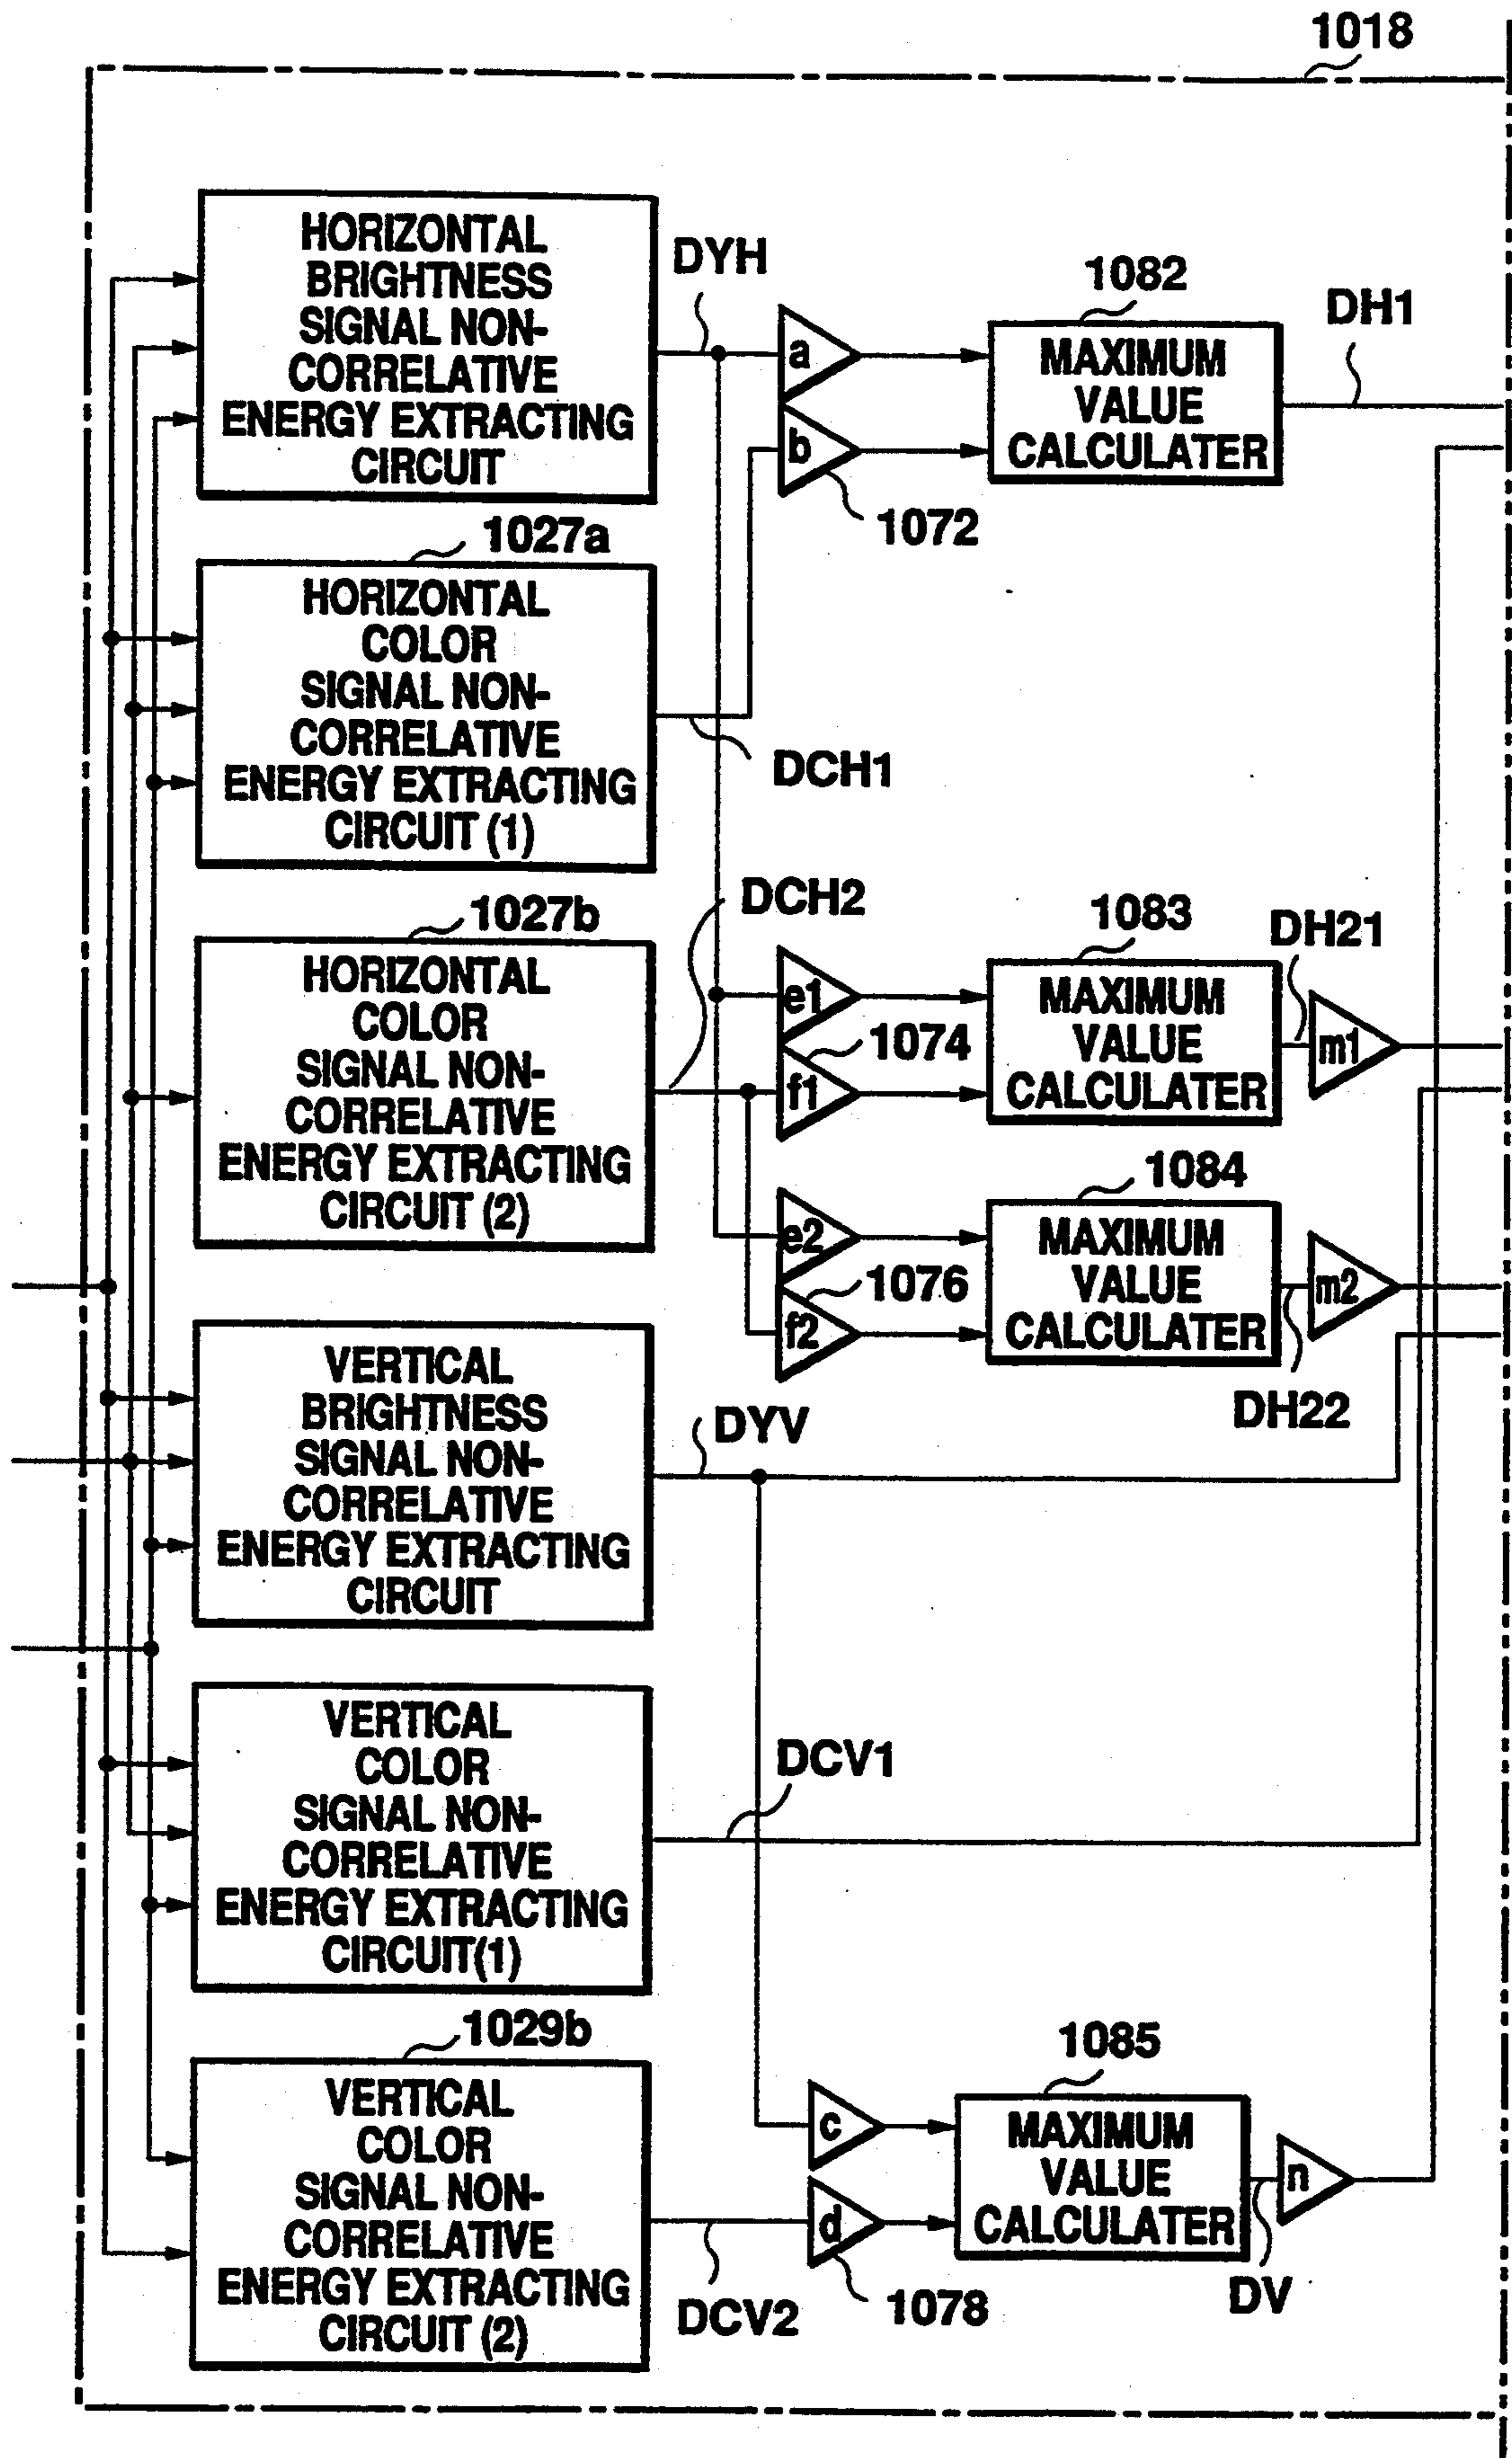 1018
HORIZONTAL
BRIGHTNESS
SIGNAL NON-
CORRELATIVE
ENERGY EXTRACTING
CIRCUIT
DYH
a
b
1072
1082
MAXIMUM
VALUE
CALCULATER
DH1
1027a
HORIZONTAL
COLOR
SIGNAL NON-
CORRELATIVE
ENERGY EXTRACTING
CIRCUIT (1)
DCH1
1027b
HORIZONTAL
COLOR
SIGNAL NON-
CORRELATIVE
ENERGY EXTRACTING
CIRCUIT (2)
DCH2
e1
1074
f1
1083
MAXIMUM
VALUE
CALCULATER
DH21
m1
e2
1076
f2
1084
MAXIMUM
VALUE
CALCULATER
m2
DH22
VERTICAL
BRIGHTNESS
SIGNAL NON-
CORRELATIVE
ENERGY EXTRACTING
CIRCUIT
DYV
VERTICAL
COLOR
SIGNAL NON-
CORRELATIVE
ENERGY EXTRACTING
CIRCUIT(1)
DCV1
1029b
VERTICAL
COLOR
SIGNAL NON-
CORRELATIVE
ENERGY EXTRACTING
CIRCUIT (2)
DCV2
c
d
1078
1085
MAXIMUM
VALUE
CALCULATER
n
DV